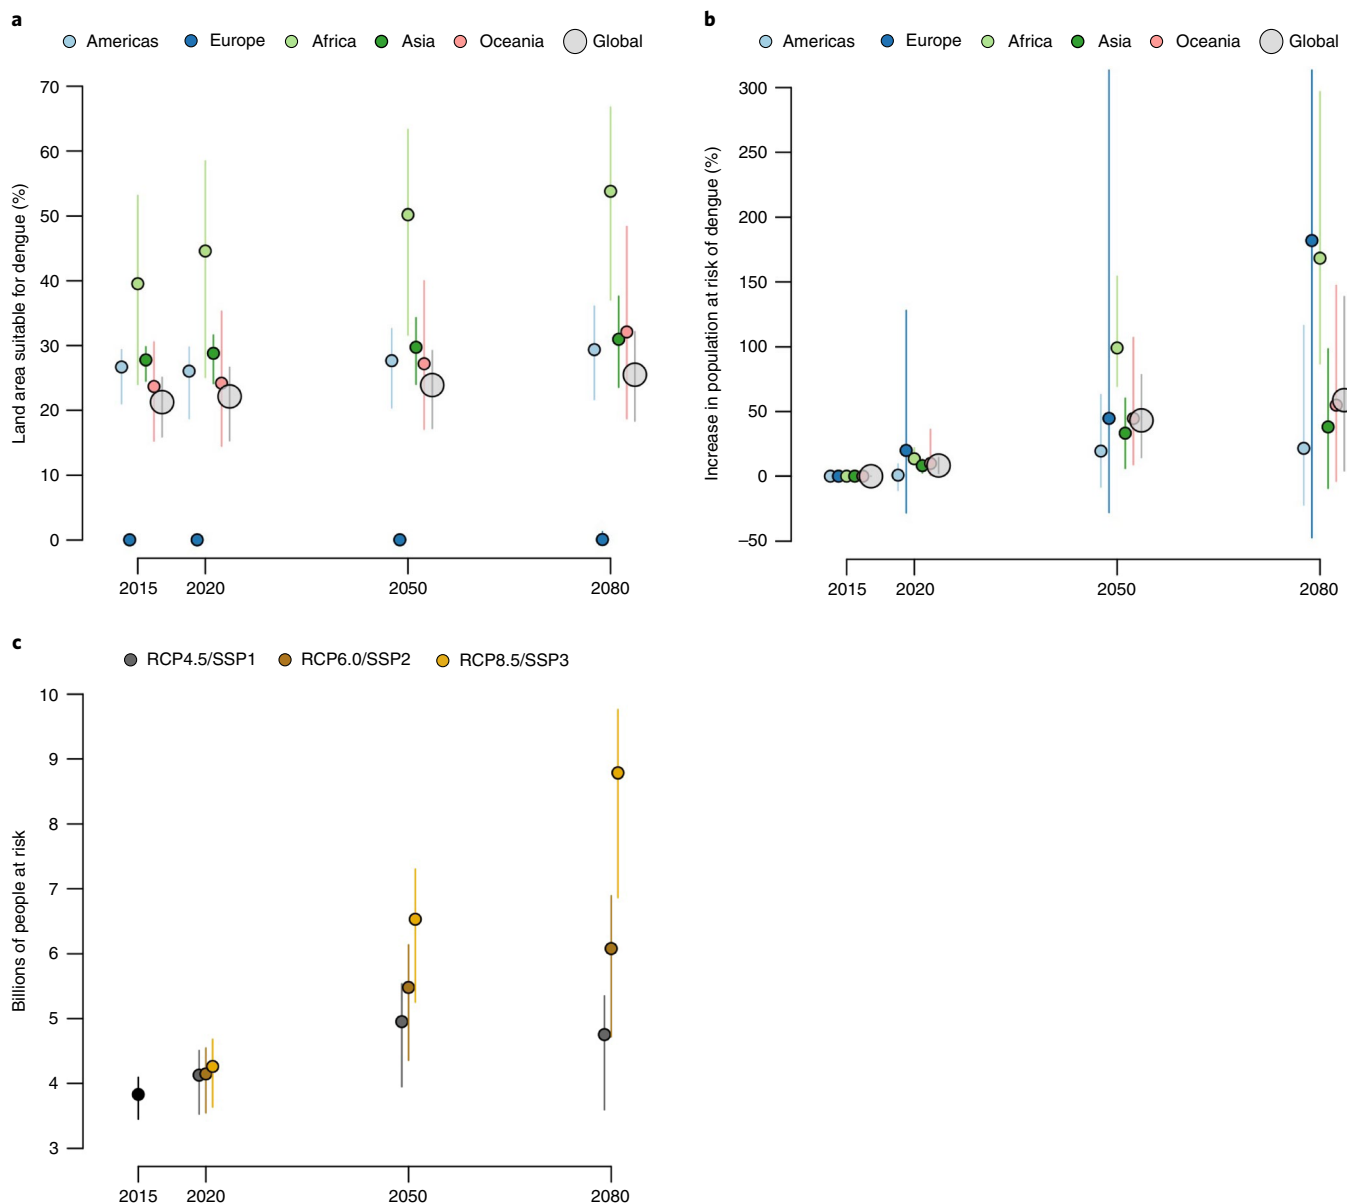 a
Americas Europe Africa Asia Oceania Global
Land area suitable for dengue (%)
70
60
50
40
30
20
10
0
2015 2020 2050 2080
b
Americas Europe Africa Asia Oceania Global
Increase in population at risk of dengue (%)
300
250
200
150
100
50
0
–50
2015 2020 2050 2080
c
RCP4.5/SSP1 RCP6.0/SSP2 RCP8.5/SSP3
Billions of people at risk
10
9
8
7
6
5
4
3
2015 2020 2050 2080